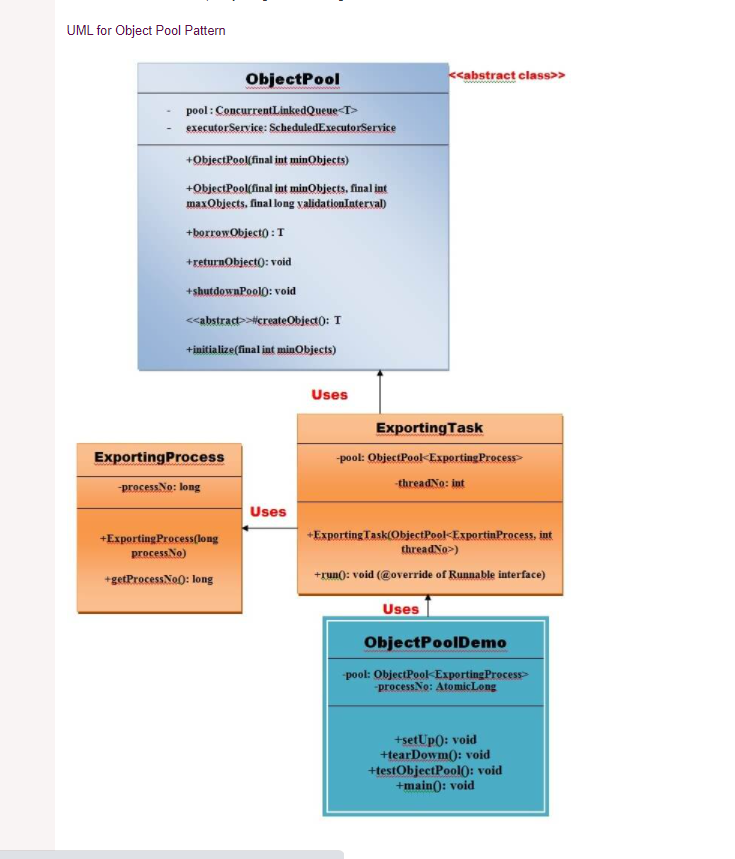 UML for Object Pool Pattern
ObjectPool
<<abstract class>>
- pool : ConcurrentLinkedQueue<T>
- executorService: ScheduledExecutorService
+ObjectPool(final int minObjects)
+ObjectPool(final int minObjects, final int
maxObjects, final long validationInterval)
+borrowObject() : T
+returnObject(): void
+shutdownPool(): void
<<abstract>>#createObject(): T
+initialize(final int minObjects)
Uses
ExportingTask
-pool: ObjectPool<ExportingProcess>
-threadNo: int
+ExportingTask(ObjectPool<ExportinProcess, int
threadNo>)
+run(): void (@override of Runnable interface)
ExportingProcess
-processNo: long
+ExportingProcess(long
processNo)
+getProcessNo(): long
Uses
Uses
ObjectPoolDemo
-pool: ObjectPool<ExportingProcess>
-processNo: AtomicLong
+setUp(): void
+tearDowm(): void
+testObjectPool(): void
+main(): void